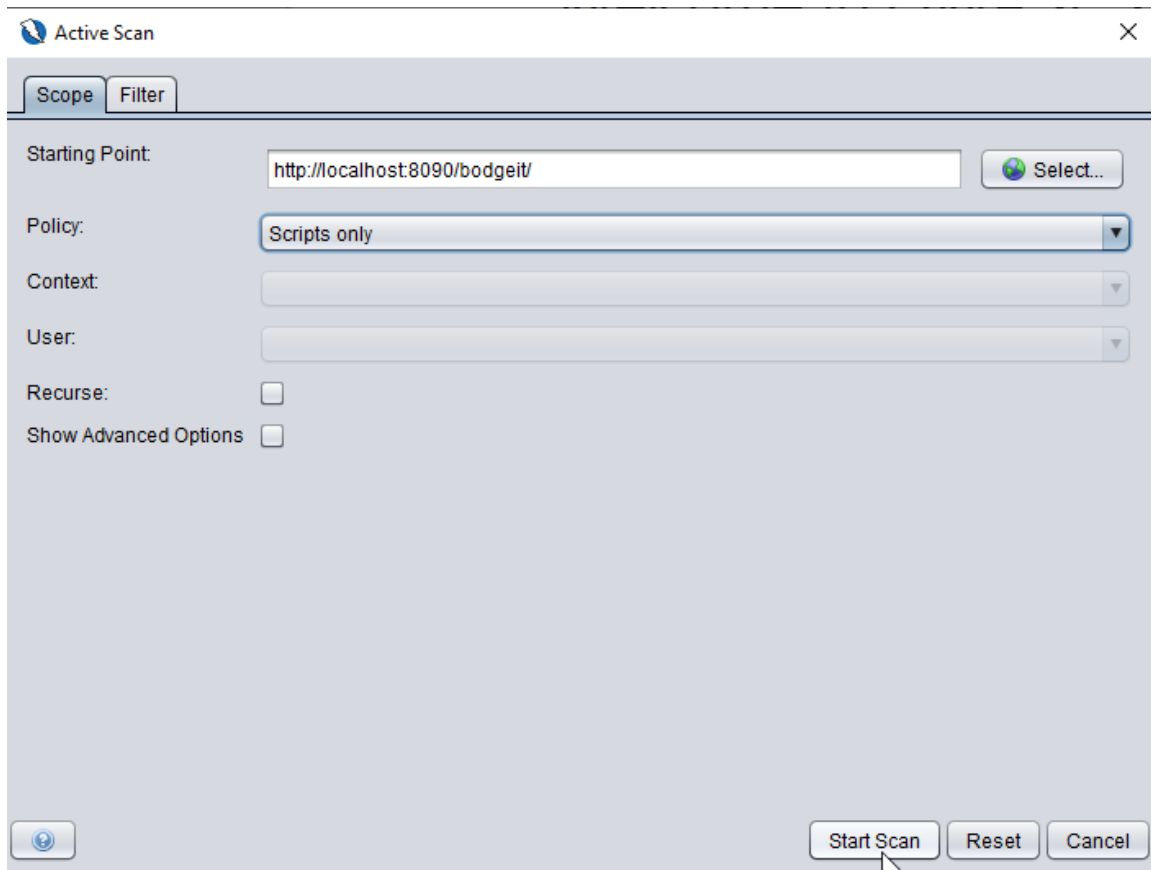 Active Scan
Scope Filter
Starting Point: http://localhost:8090/bodgeit/ Select...
Policy: Scripts only
Context:
User:
Recurse:
Show Advanced Options
Start Scan Reset Cancel